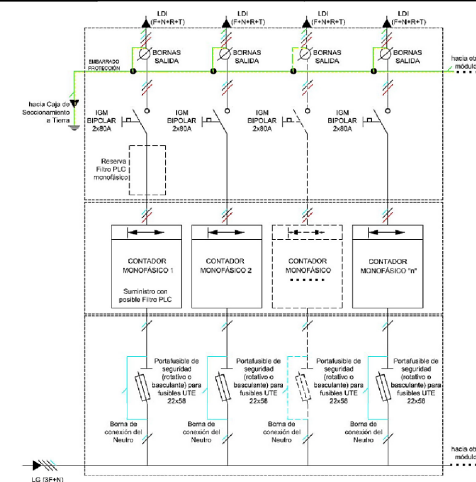 LDI
(F+N+R+T)
LDI
(F+N+R+T)
LDI
(F+N+R+T)
LDI
(F+N+R+T)
BORNAS
SALIDA
BORNAS
SALIDA
BORNAS
SALIDA
BORNAS
SALIDA
EMBARRADO
PROTECCIÓN
hacia
módulo
hacia Caja de
Seccionamiento
a Tierra
IGM
BIPOLAR
2x80A
IGM
BIPOLAR
2x80A
IGM
BIPOLAR
2x80A
IGM
BIPOLAR
2x80A
Reserva
Filtro PLC
monofásico
CONTADOR
MONOFÁSICO 1
Suministro con
posible Filtro PLC
CONTADOR
MONOFÁSICO 2
CONTADOR
MONOFÁSICO
CONTADOR
MONOFÁSICO "n"
Portafusible de
seguridad
(rotativo o
basculante) para
fusibles UTE
22x58
Portafusible de
seguridad
(rotativo o
basculante) para
fusibles UTE
22x58
Portafusible de
seguridad
(rotativo o
basculante) para
fusibles UTE
22x58
Portafusible de
seguridad
(rotativo o
basculante) para
fusibles UTE
22x58
Borna de
conexión del
Neutro
Borna de
conexión del
Neutro
Borna de
conexión del
Neutro
Borna de
conexión del
Neutro
hacia
módulo
LG (3F+N)